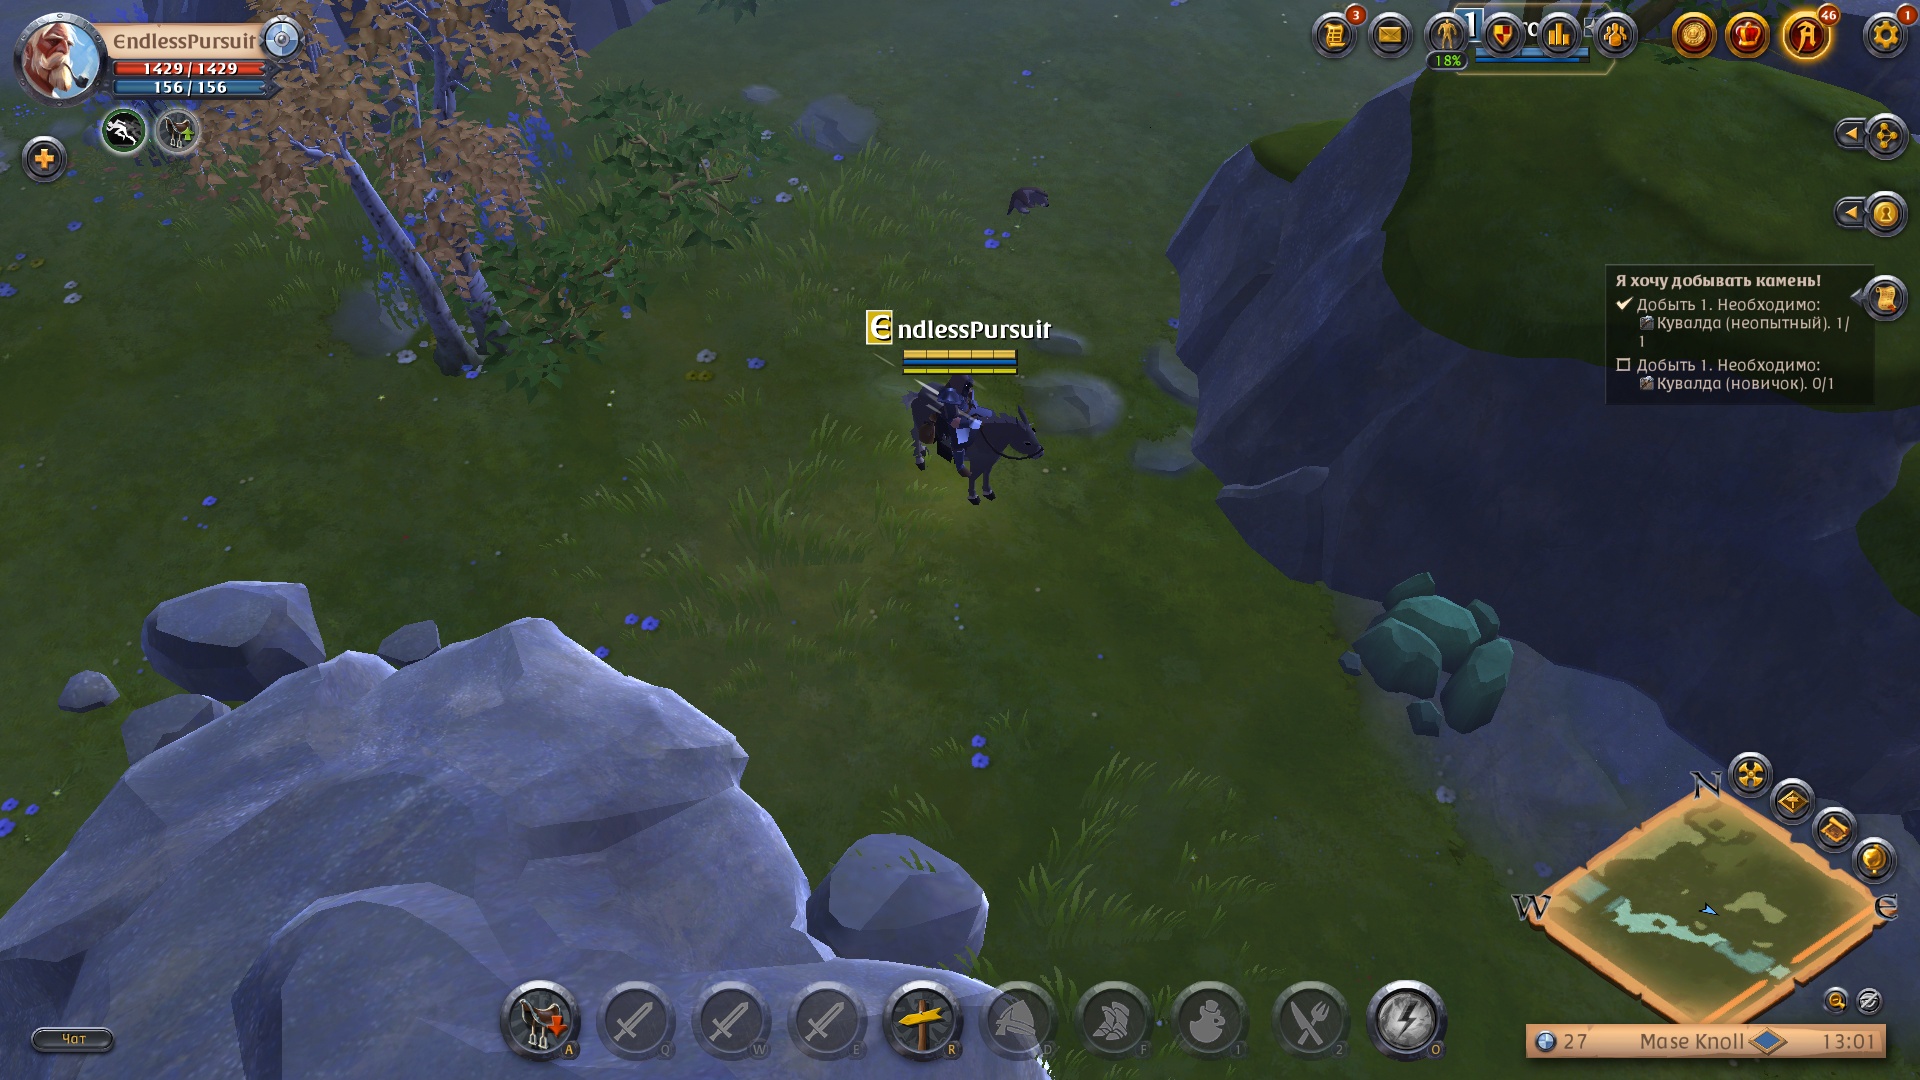 EndlessPursuit
1429 / 1429
156 / 156
3
18%
1
46
1
Я хочу добывать камень!
Добыть 1. Необходимо:
Кувалда (неопытный). 1/
1
Добыть 1. Необходимо:
Кувалда (новичок). 0/1
EndlessPursuit
N
W
E
Чат
A
Q
W
E
R
D
F
1
2
O
27
Mase Knoll
13:01